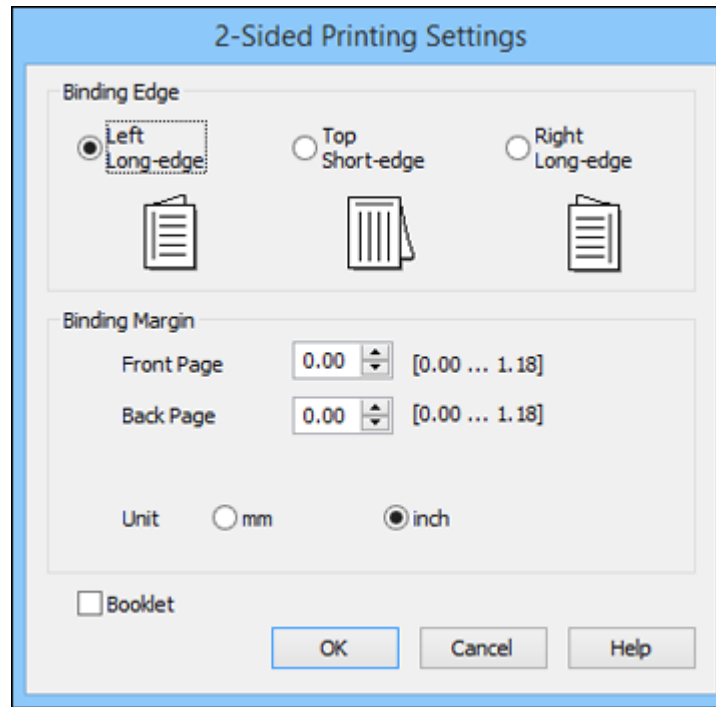 2-Sided Printing Settings
Binding Edge
Left
Long-edge
Top
Short-edge
Right
Long-edge
Binding Margin
Front Page 0.00 [0.00 ... 1.18]
Back Page 0.00 [0.00 ... 1.18]
Unit mm inch
Booklet
OK Cancel Help